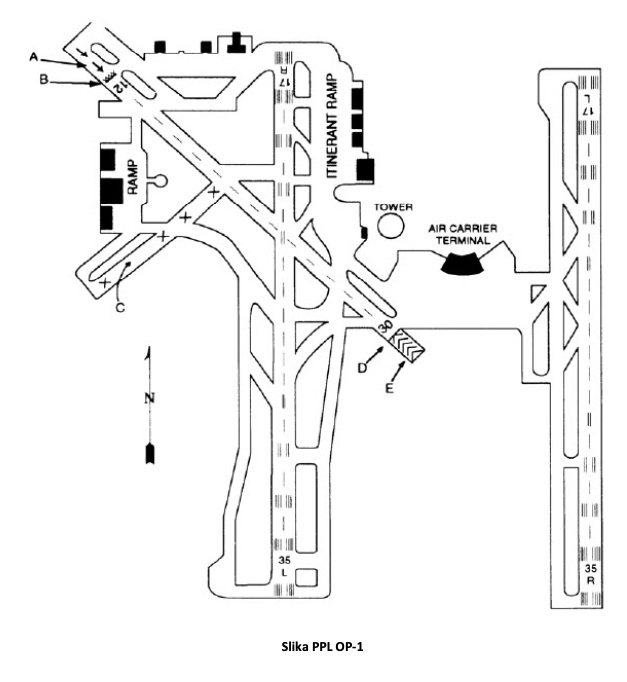 A
B
12
R
17
ITINERANT RAMP
17
L
RAMP
TOWER
AIR CARRIER
TERMINAL
C
30
D
E
N
35
L
35
R
Slika PPL OP-1